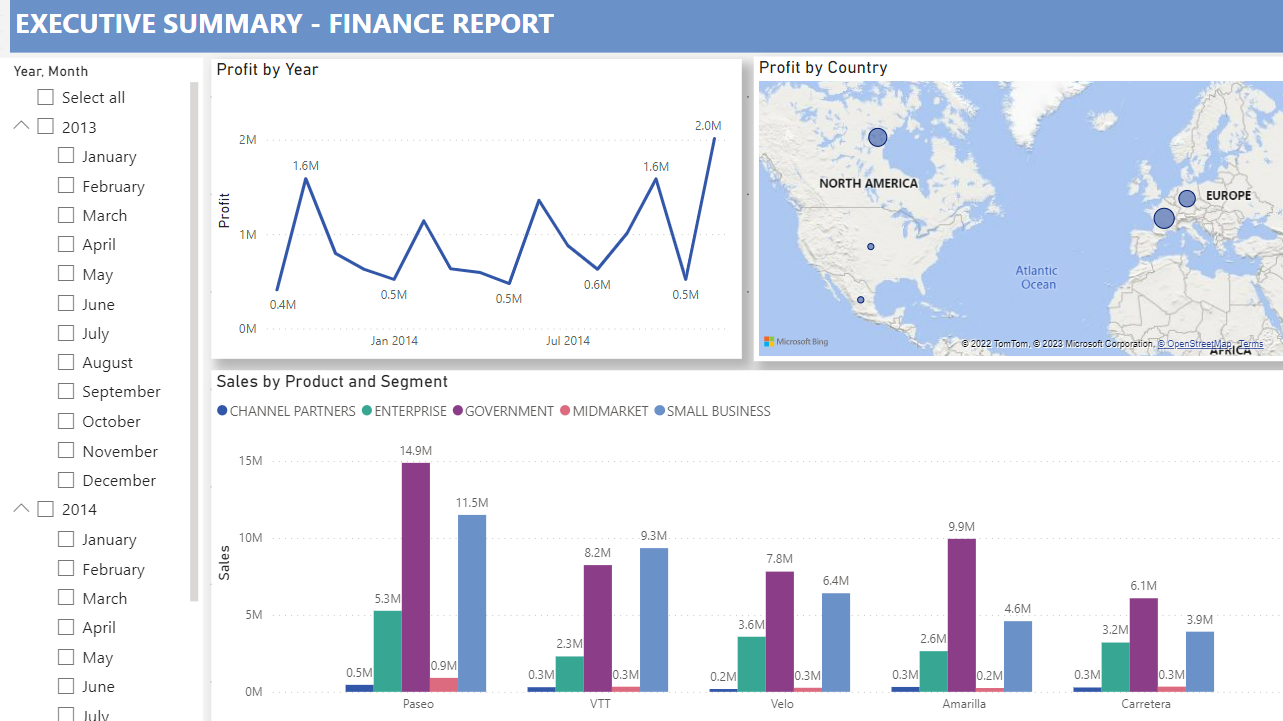 EXECUTIVE SUMMARY - FINANCE REPORT
Year, Month
Select all
2013
January
February
March
April
May
June
July
August
September
October
November
December
2014
January
February
March
April
May
June
July
Profit by Year
Profit
2M
1M
0M
0.4M
1.6M
0.5M
0.5M
0.6M
1.6M
0.5M
2.0M
Jan 2014
Jul 2014
Profit by Country
NORTH AMERICA
EUROPE
Atlantic
Ocean
AFRICA
Microsoft Bing
© 2022 TomTom, © 2023 Microsoft Corporation, © OpenStreetMap Terms
Sales by Product and Segment
CHANNEL PARTNERS ENTERPRISE GOVERNMENT MIDMARKET SMALL BUSINESS
Sales
15M
10M
5M
0M
0.5M 5.3M 14.9M 0.9M 11.5M
0.3M 2.3M 8.2M 0.3M 9.3M
0.2M 3.6M 7.8M 0.3M 6.4M
0.3M 2.6M 9.9M 0.2M 4.6M
0.3M 3.2M 6.1M 0.3M 3.9M
Paseo VTT Velo Amarilla Carretera